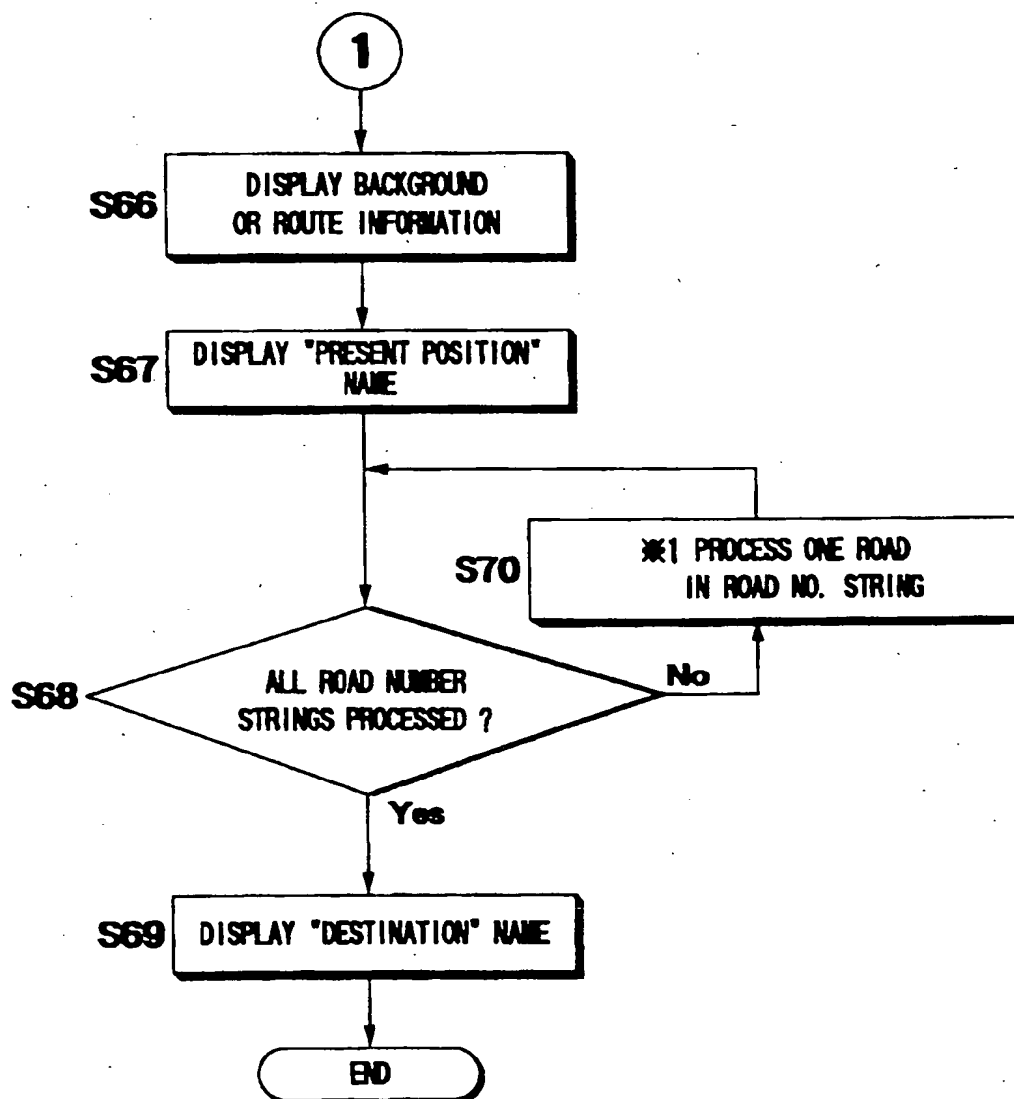 1
S66
DISPLAY BACKGROUND
OR ROUTE INFORMATION
S67
DISPLAY "PRESENT POSITION"
NAME
S70
※1 PROCESS ONE ROAD
IN ROAD NO. STRING
S68
ALL ROAD NUMBER
STRINGS PROCESSED ?
No
Yes
S69
DISPLAY "DESTINATION" NAME
END